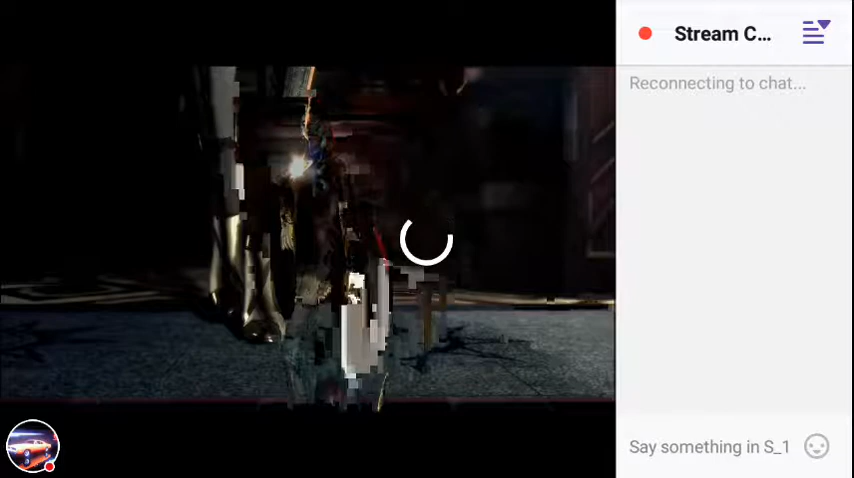 Stream C...
Reconnecting to chat...
Say something in S_1